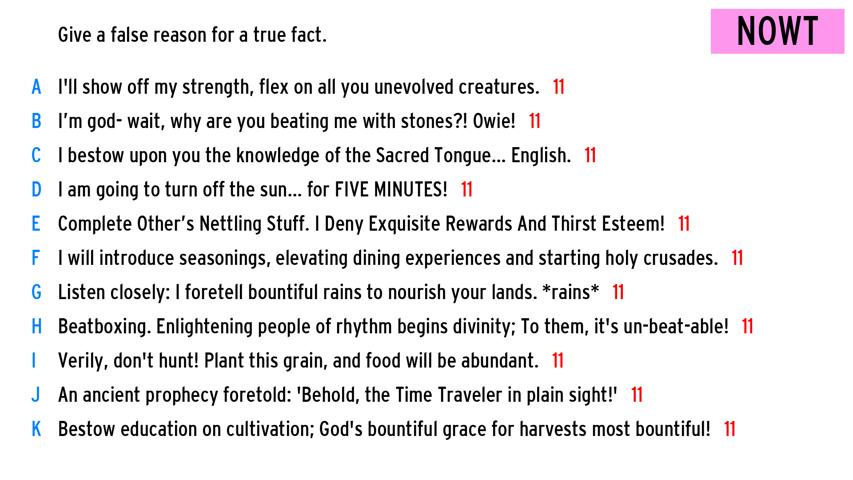 Give a false reason for a true fact.
NOWT
A I'll show off my strength, flex on all you unevolved creatures. 11
B I'm god- wait, why are you beating me with stones?! Owie! 11
C I bestow upon you the knowledge of the Sacred Tongue... English. 11
D I am going to turn off the sun... for FIVE MINUTES! 11
E Complete Other's Nettling Stuff. I Deny Exquisite Rewards And Thirst Esteem! 11
F I will introduce seasonings, elevating dining experiences and starting holy crusades. 11
G Listen closely: I foretell bountiful rains to nourish your lands. *rains* 11
H Beatboxing. Enlightening people of rhythm begins divinity; To them, it's un-beat-able! 11
I Verily, don't hunt! Plant this grain, and food will be abundant. 11
J An ancient prophecy foretold: 'Behold, the Time Traveler in plain sight!' 11
K Bestow education on cultivation; God's bountiful grace for harvests most bountiful! 11